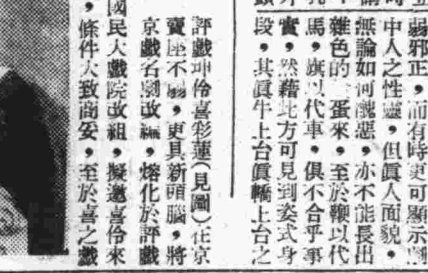 弱邪正，而有時更可顯示劇
中人之性靈，但眞人面貌，
無論如何醜惡，亦不能長出
雜色的　蛋來，至於鞭以代
馬，旗以代車，俱不合乎事
實，然藉此方可見到姿式身
段，其眞牛上台眞轎上台之
評戲坤伶喜彩蓮（見圖）在京
賣座不弱，更具新頭腦，將
京戲名劇改編，熔化於評戲
國民大戲院改組，擬邀喜伶來
，條件大致商妥，至於喜之戲